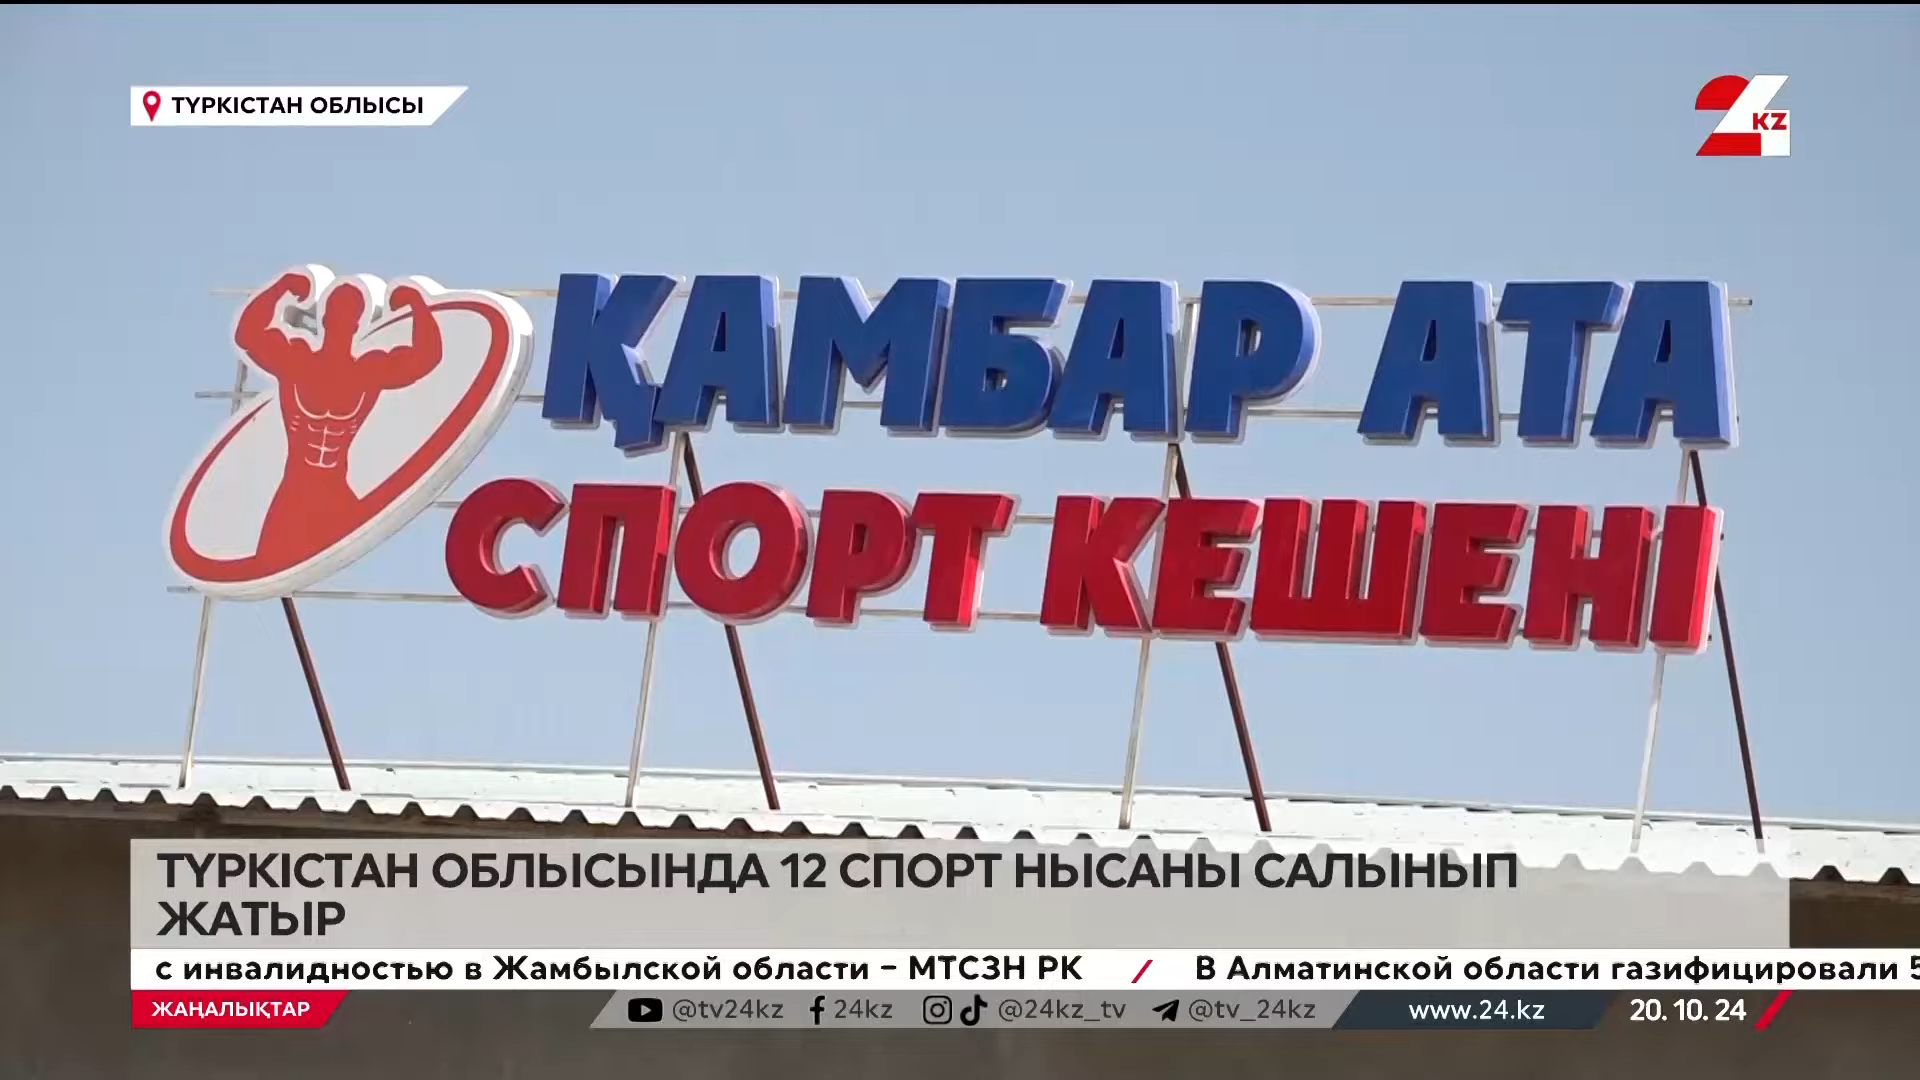 ТҮРКІСТАН ОБЛЫСЫ
24 KZ
ҚАМБАР АТА
СПОРТ КЕШЕНІ
ТҮРКІСТАН ОБЛЫСЫНДА 12 СПОРТ НЫСАНЫ САЛЫНЫП
ЖАТЫР
с инвалидностью в Жамбылской области – МТСЗН РК / В Алматинской области газифицировали
ЖАҢАЛЫҚТАР @tv24kz 24kz @24kz_tv @tv_24kz www.24.kz 20.10.24